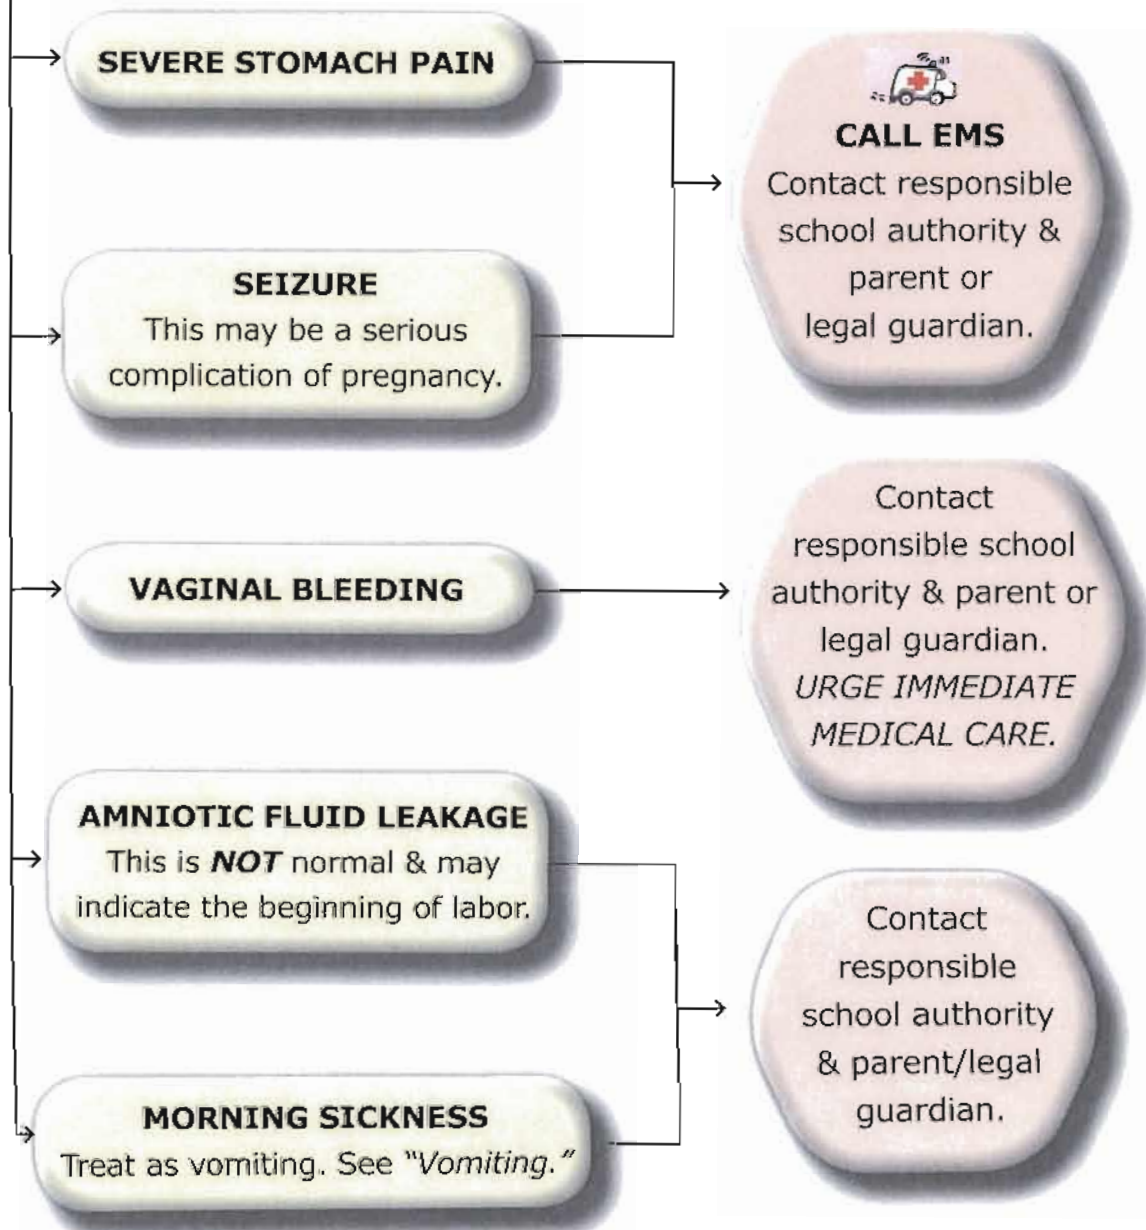 SEVERE STOMACH PAIN
CALL EMS
Contact responsible
school authority &
parent or
legal guardian.
SEIZURE
This may be a serious
complication of pregnancy.
VAGINAL BLEEDING
Contact
responsible school
authority & parent or
legal guardian.
URGE IMMEDIATE
MEDICAL CARE.
AMNIOTIC FLUID LEAKAGE
This is NOT normal & may
indicate the beginning of labor.
Contact
responsible
school authority
& parent/legal
guardian.
MORNING SICKNESS
Treat as vomiting. See "Vomiting."